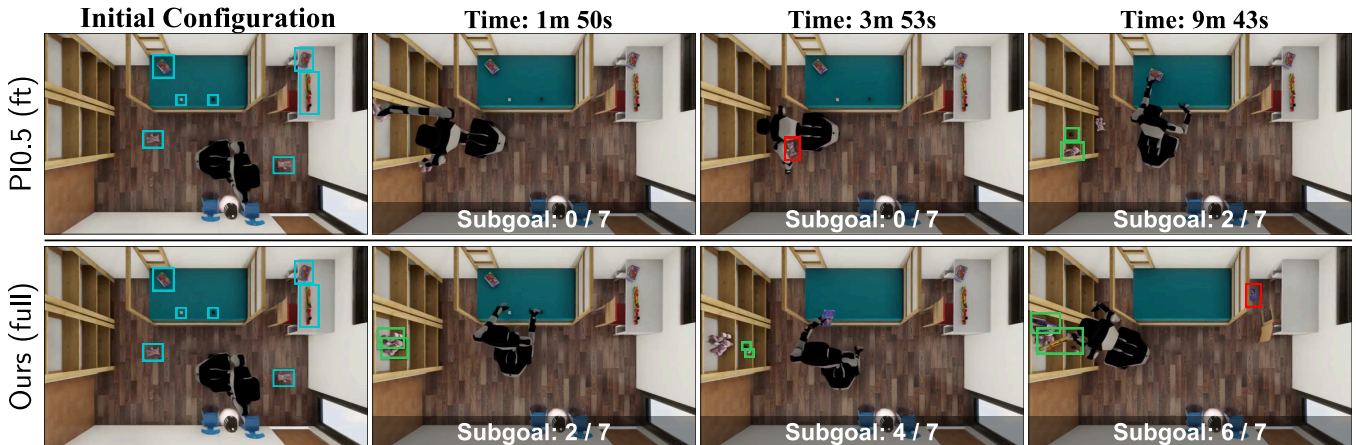 Initial Configuration
Time: 1m 50s
Time: 3m 53s
Time: 9m 43s
PI0.5 (ft)
Subgoal: 0 / 7
Subgoal: 0 / 7
Subgoal: 2 / 7
Ours (full)
Subgoal: 2 / 7
Subgoal: 4 / 7
Subgoal: 6 / 7